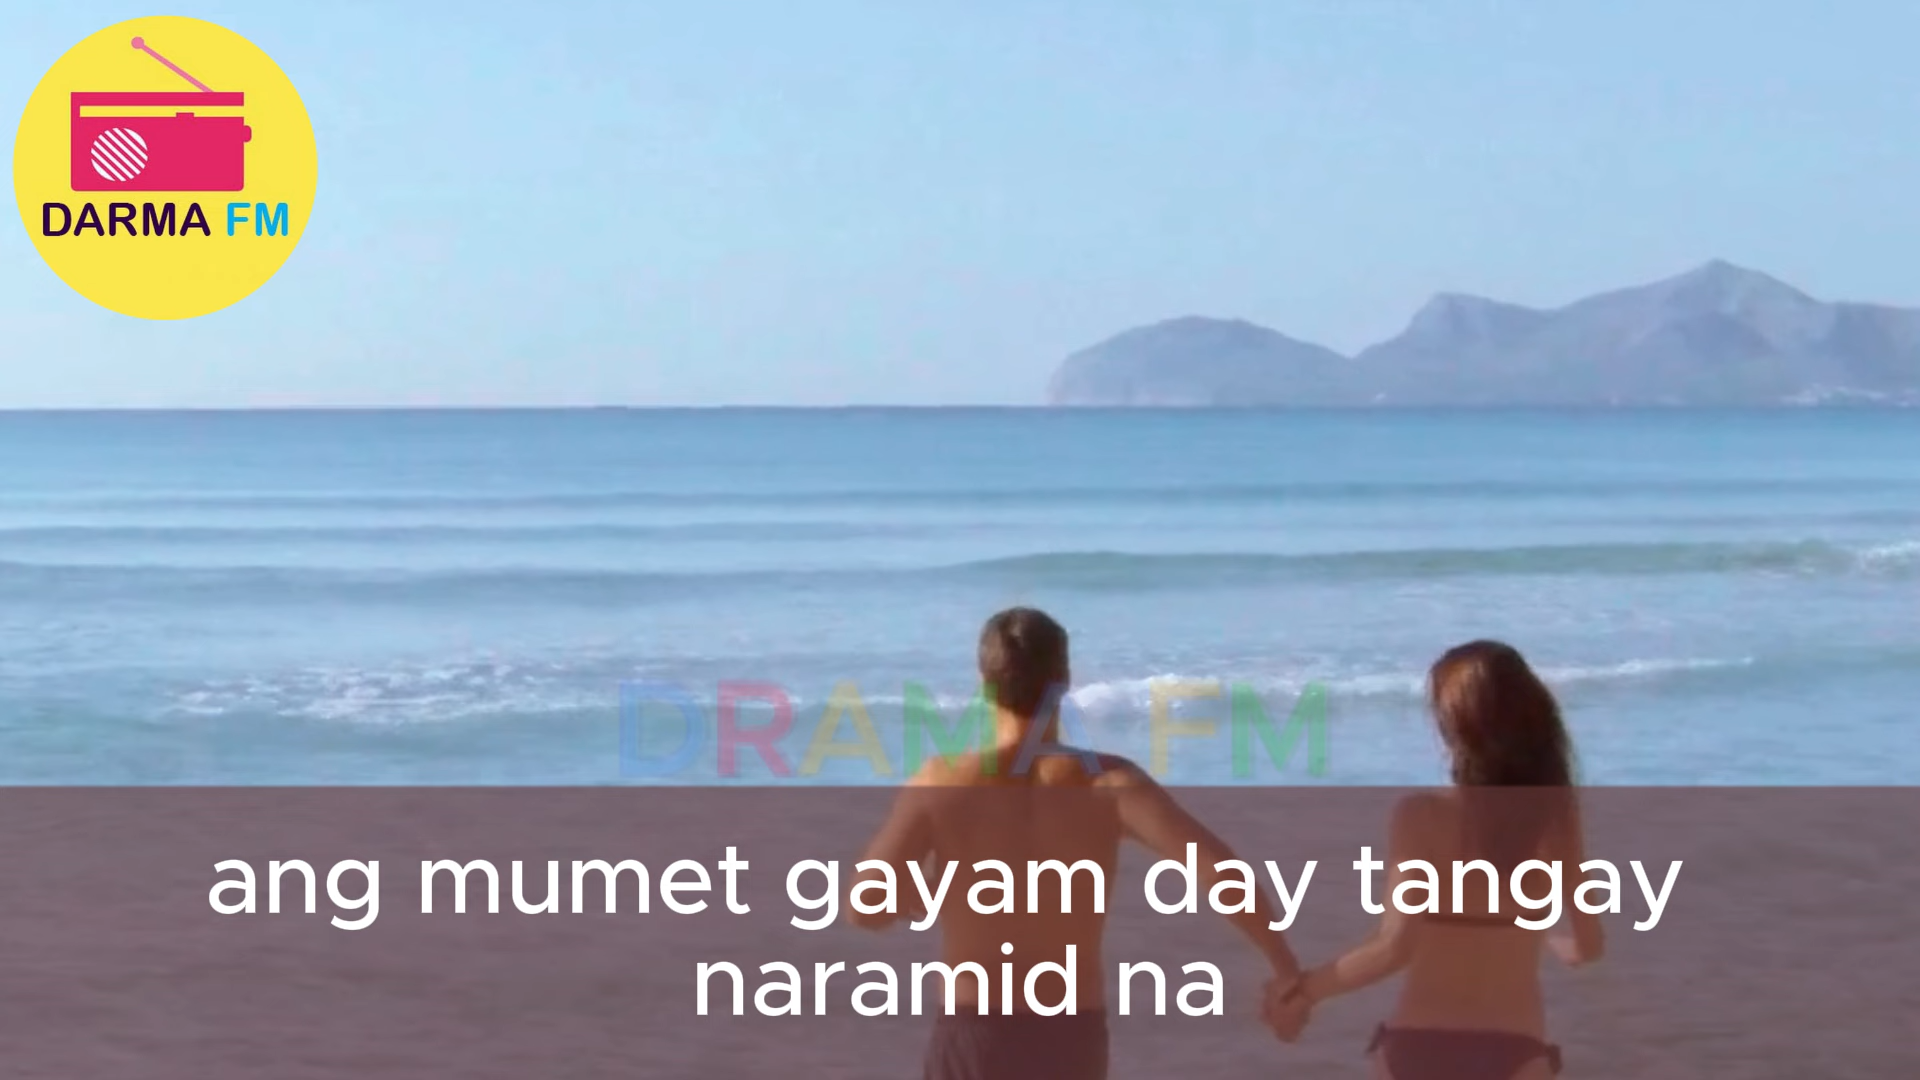 DARMA FM
DRAMA FM
ang mumet gayam day tangay
naramid na